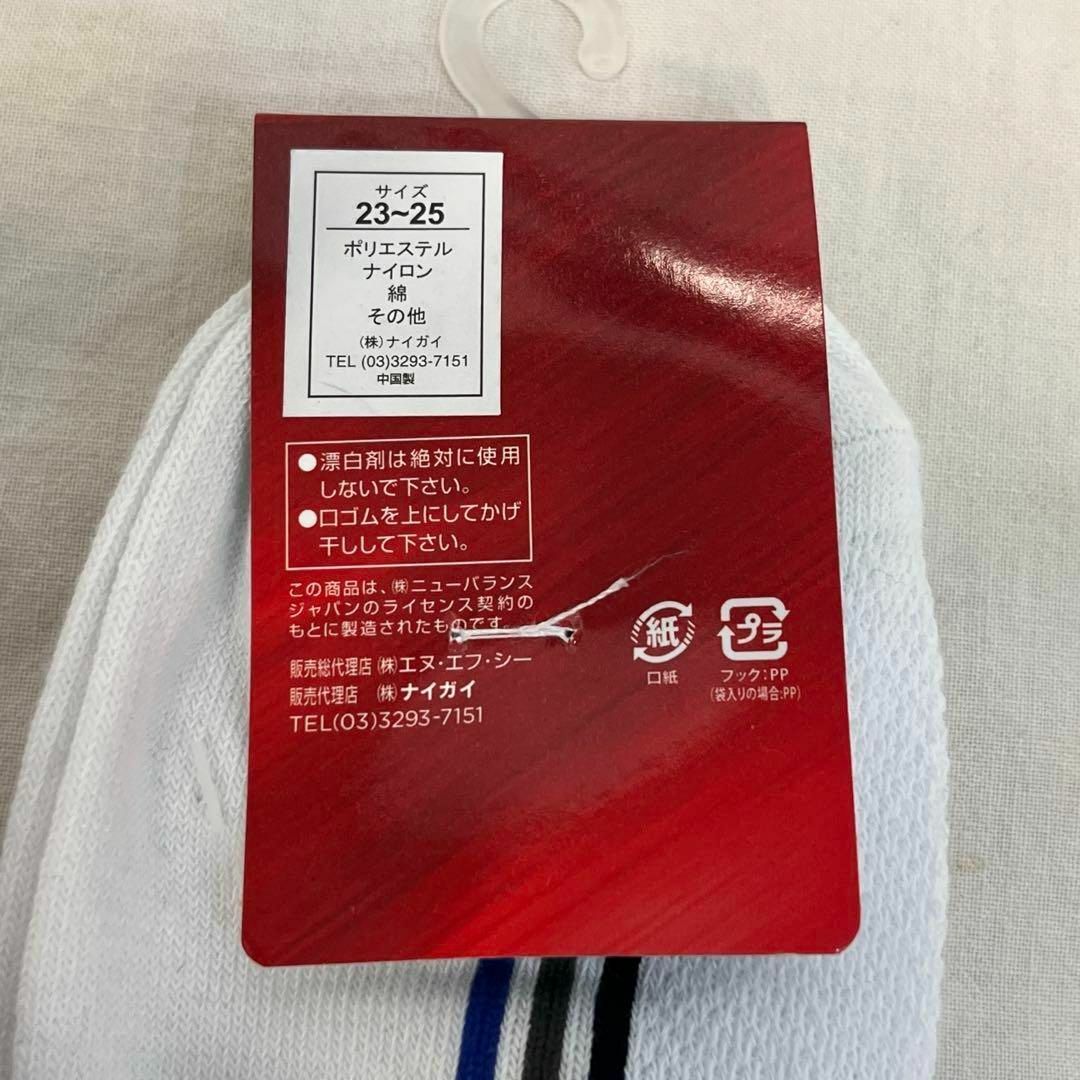 サイズ
23~25
ポリエステル
ナイロン
綿
その他
(株)ナイガイ
TEL (03)3293-7151
中国製
●漂白剤は絶対に使用
しないで下さい。
●口ゴムを上にしてかげ
干しして下さい。
この商品は、㈱ニューバランス
ジャパンのライセンス契約の
もとに製造されたものです。
販売総代理店 ㈱エヌ・エフ・シー
販売代理店 ㈱ナイガイ
TEL(03)3293-7151
紙
口紙
プラ
フック:PP
(袋入りの場合:PP)